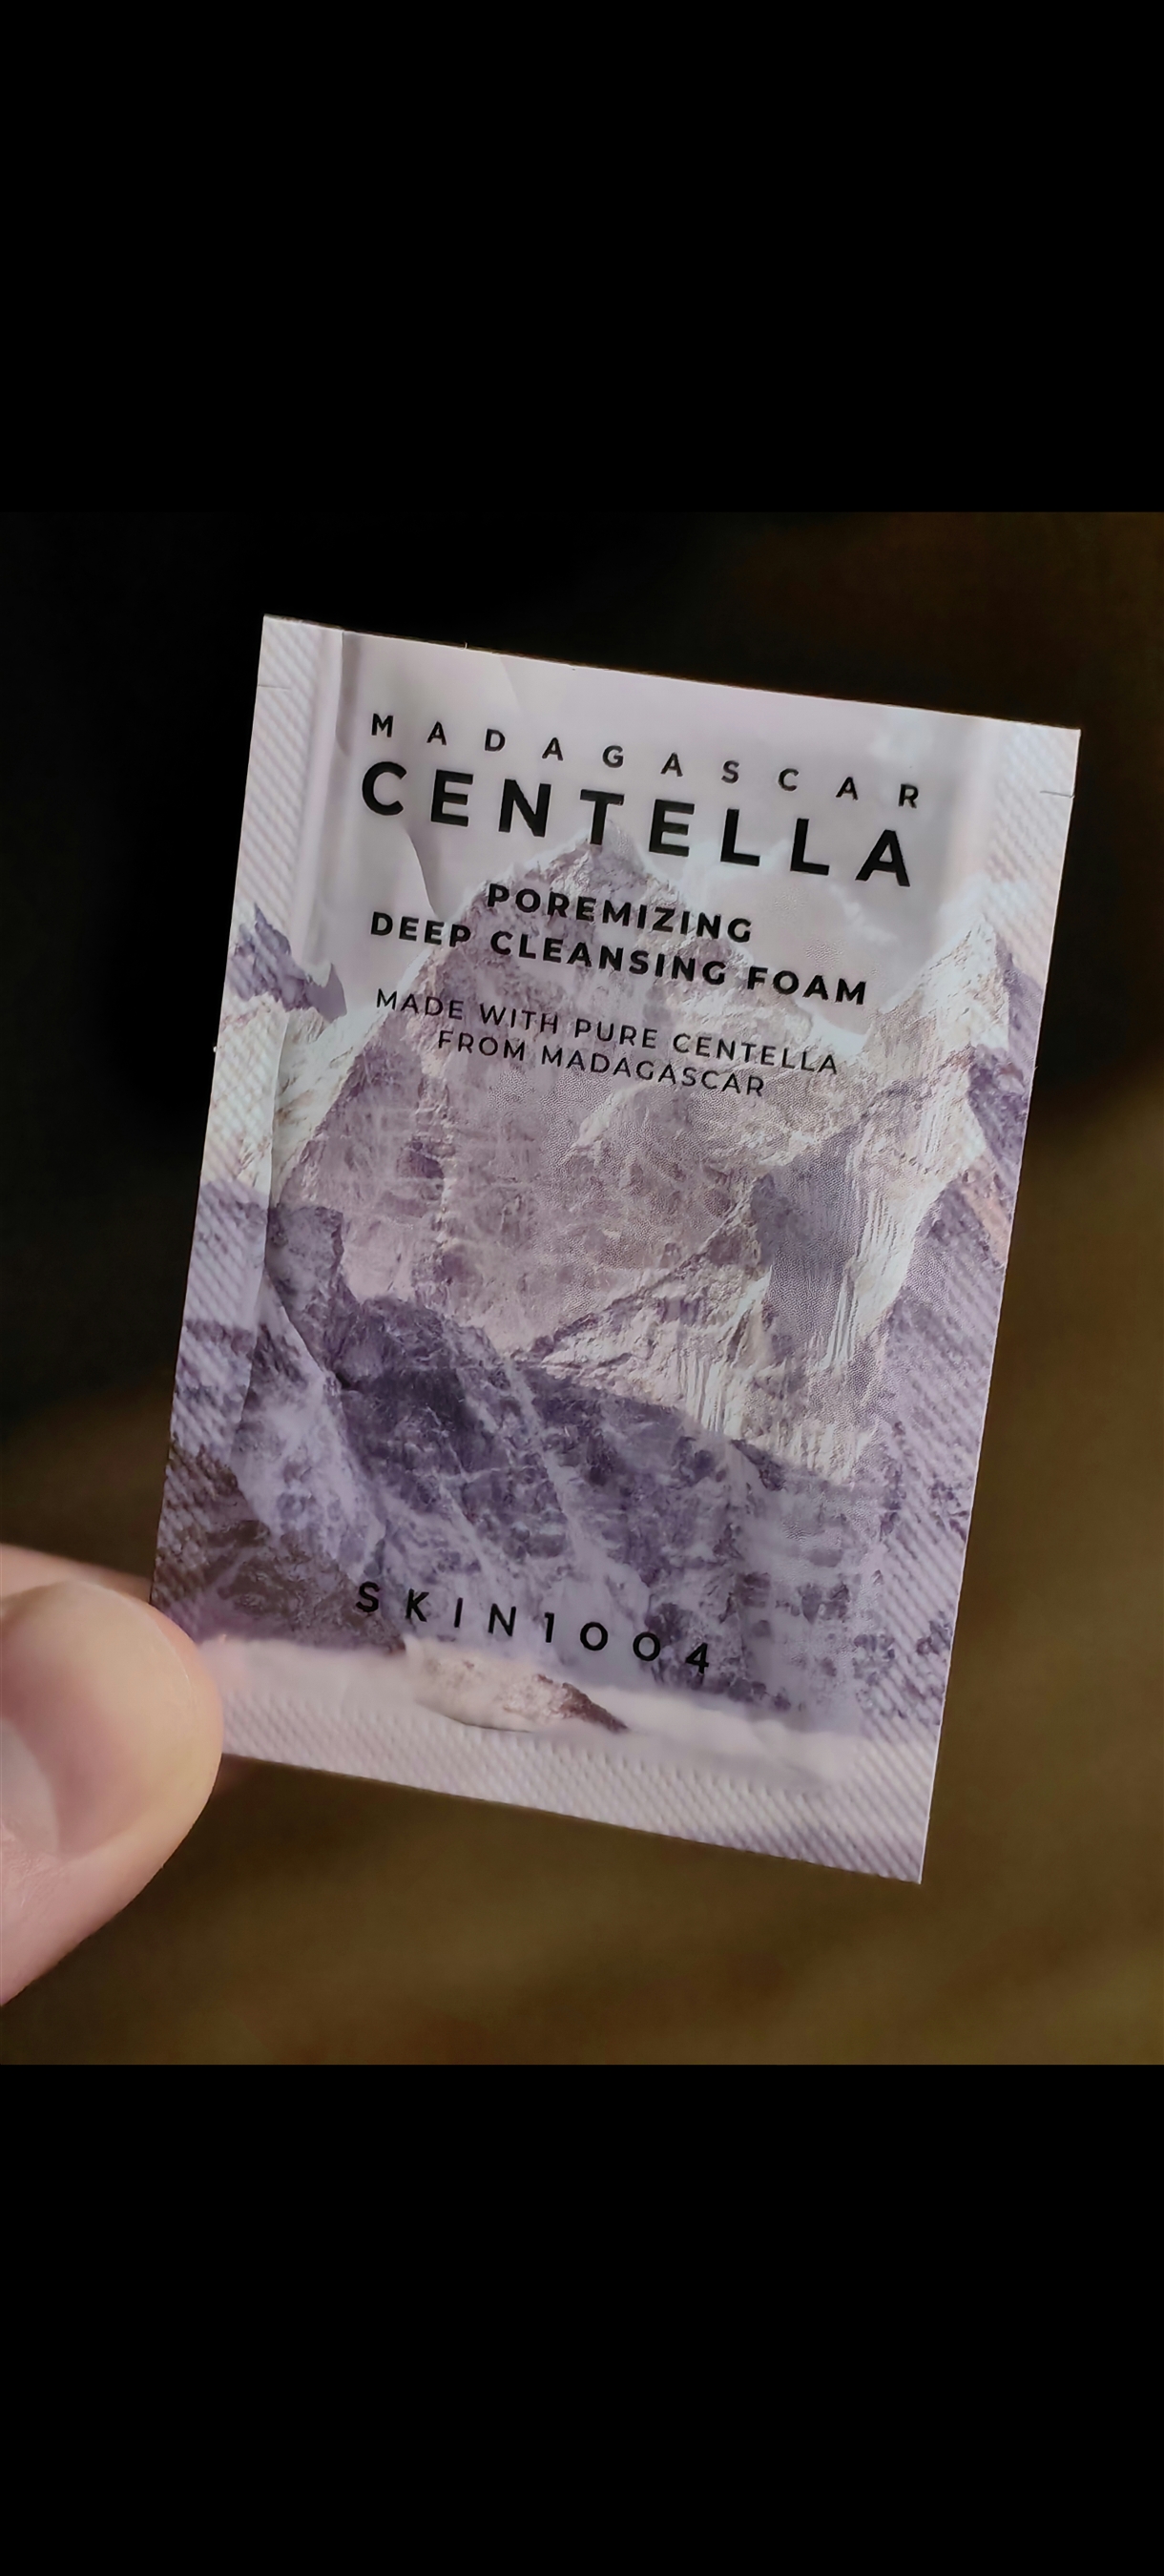 MADAGASCAR
CENTELLA
POREMIZING
DEEP CLEANSING FOAM
MADE WITH PURE CENTELLA
FROM MADAGASCAR
SKIN1004